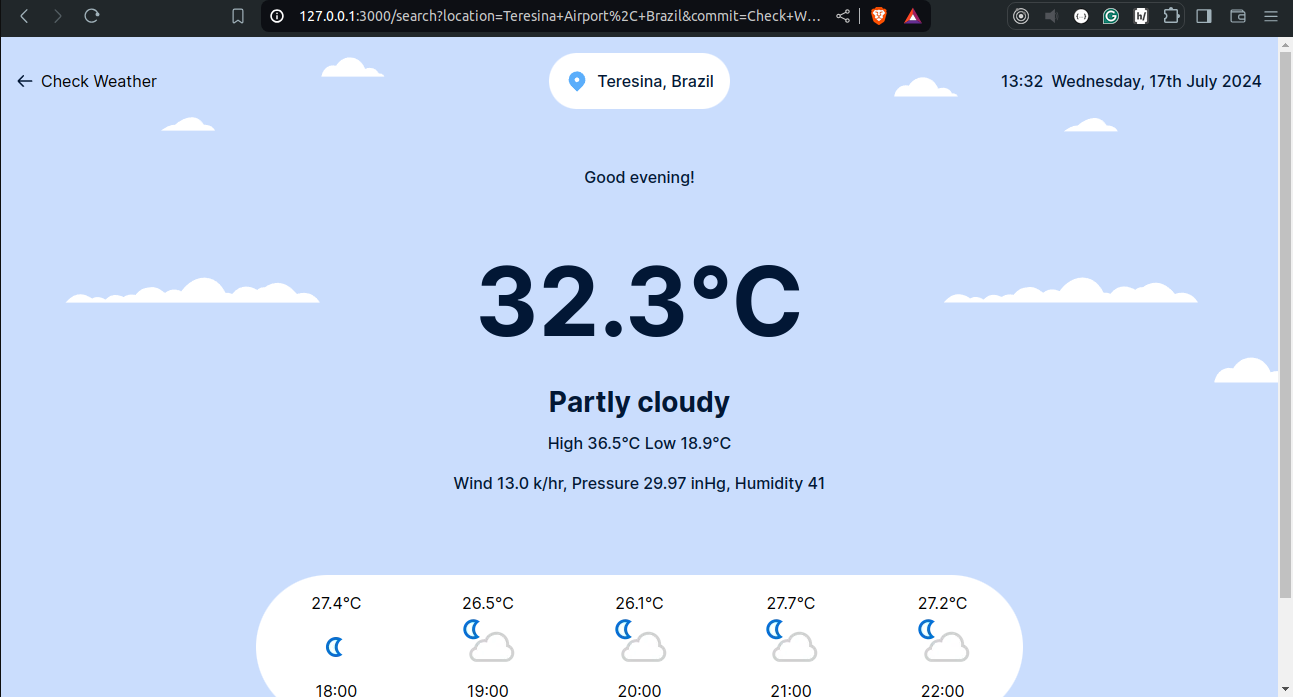 127.0.0.1:3000/search?location=Teresina+Airport%2C+Brazil&commit=Check+W...
Check Weather
Teresina, Brazil
13:32 Wednesday, 17th July 2024
Good evening!
32.3°C
Partly cloudy
High 36.5°C Low 18.9°C
Wind 13.0 k/hr, Pressure 29.97 inHg, Humidity 41
27.4°C 26.5°C 26.1°C 27.7°C 27.2°C
18:00 19:00 20:00 21:00 22:00